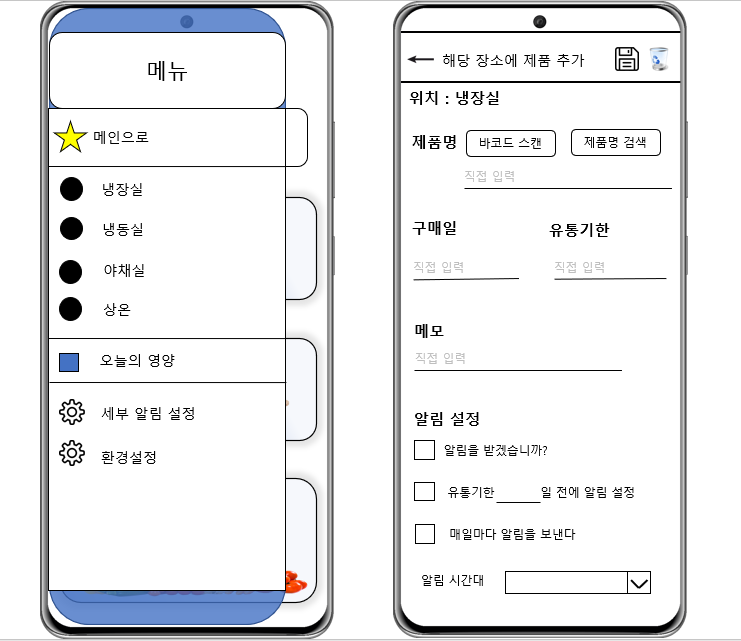 메뉴
메인으로
냉장실
냉동실
야채실
상온
오늘의 영양
세부 알림 설정
환경설정
해당 장소에 제품 추가
위치 : 냉장실
제품명 바코드 스캔 제품명 검색
직접 입력
구매일 유통기한
직접 입력 직접 입력
메모
직접 입력
알림 설정
알림을 받겠습니까?
유통기한 일 전에 알림 설정
매일마다 알림을 보낸다
알림 시간대